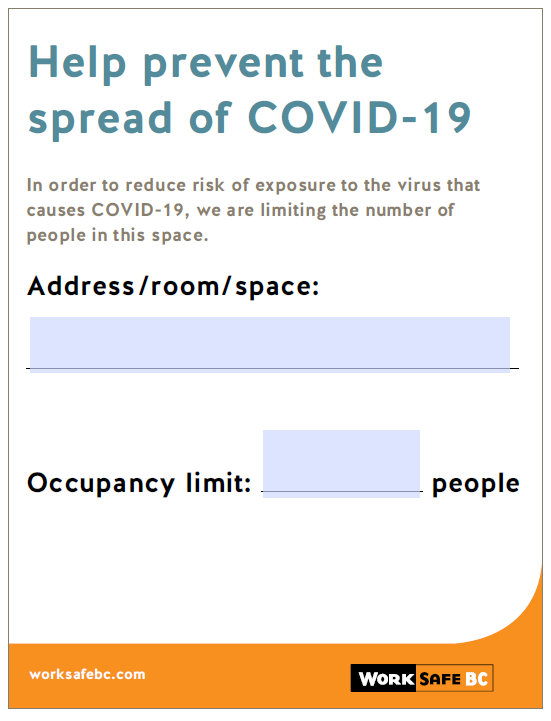 Help prevent the
spread of COVID-19
In order to reduce risk of exposure to the virus that
causes COVID-19, we are limiting the number of
people in this space.
Address/room/space:
Occupancy limit: people
worksafebc.com
WORK SAFE BC